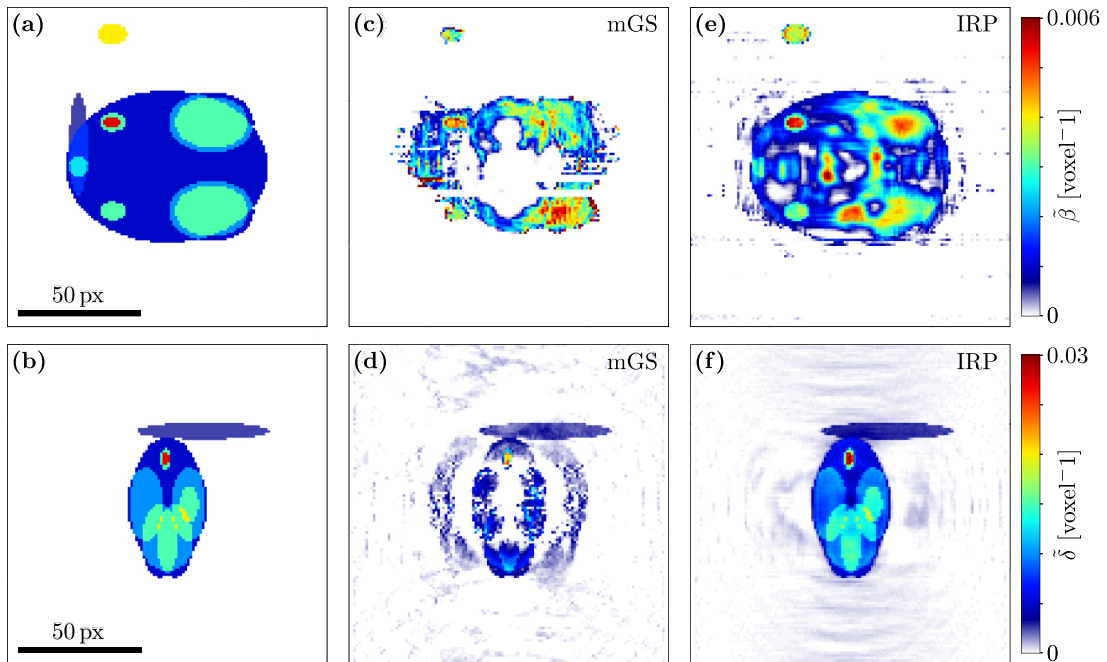 (a) (c) mGS (e) IRP 0.006
β̃ [voxel−1]
50 px 0
(b) (d) mGS (f) IRP 0.03
δ̃ [voxel−1]
50 px 0